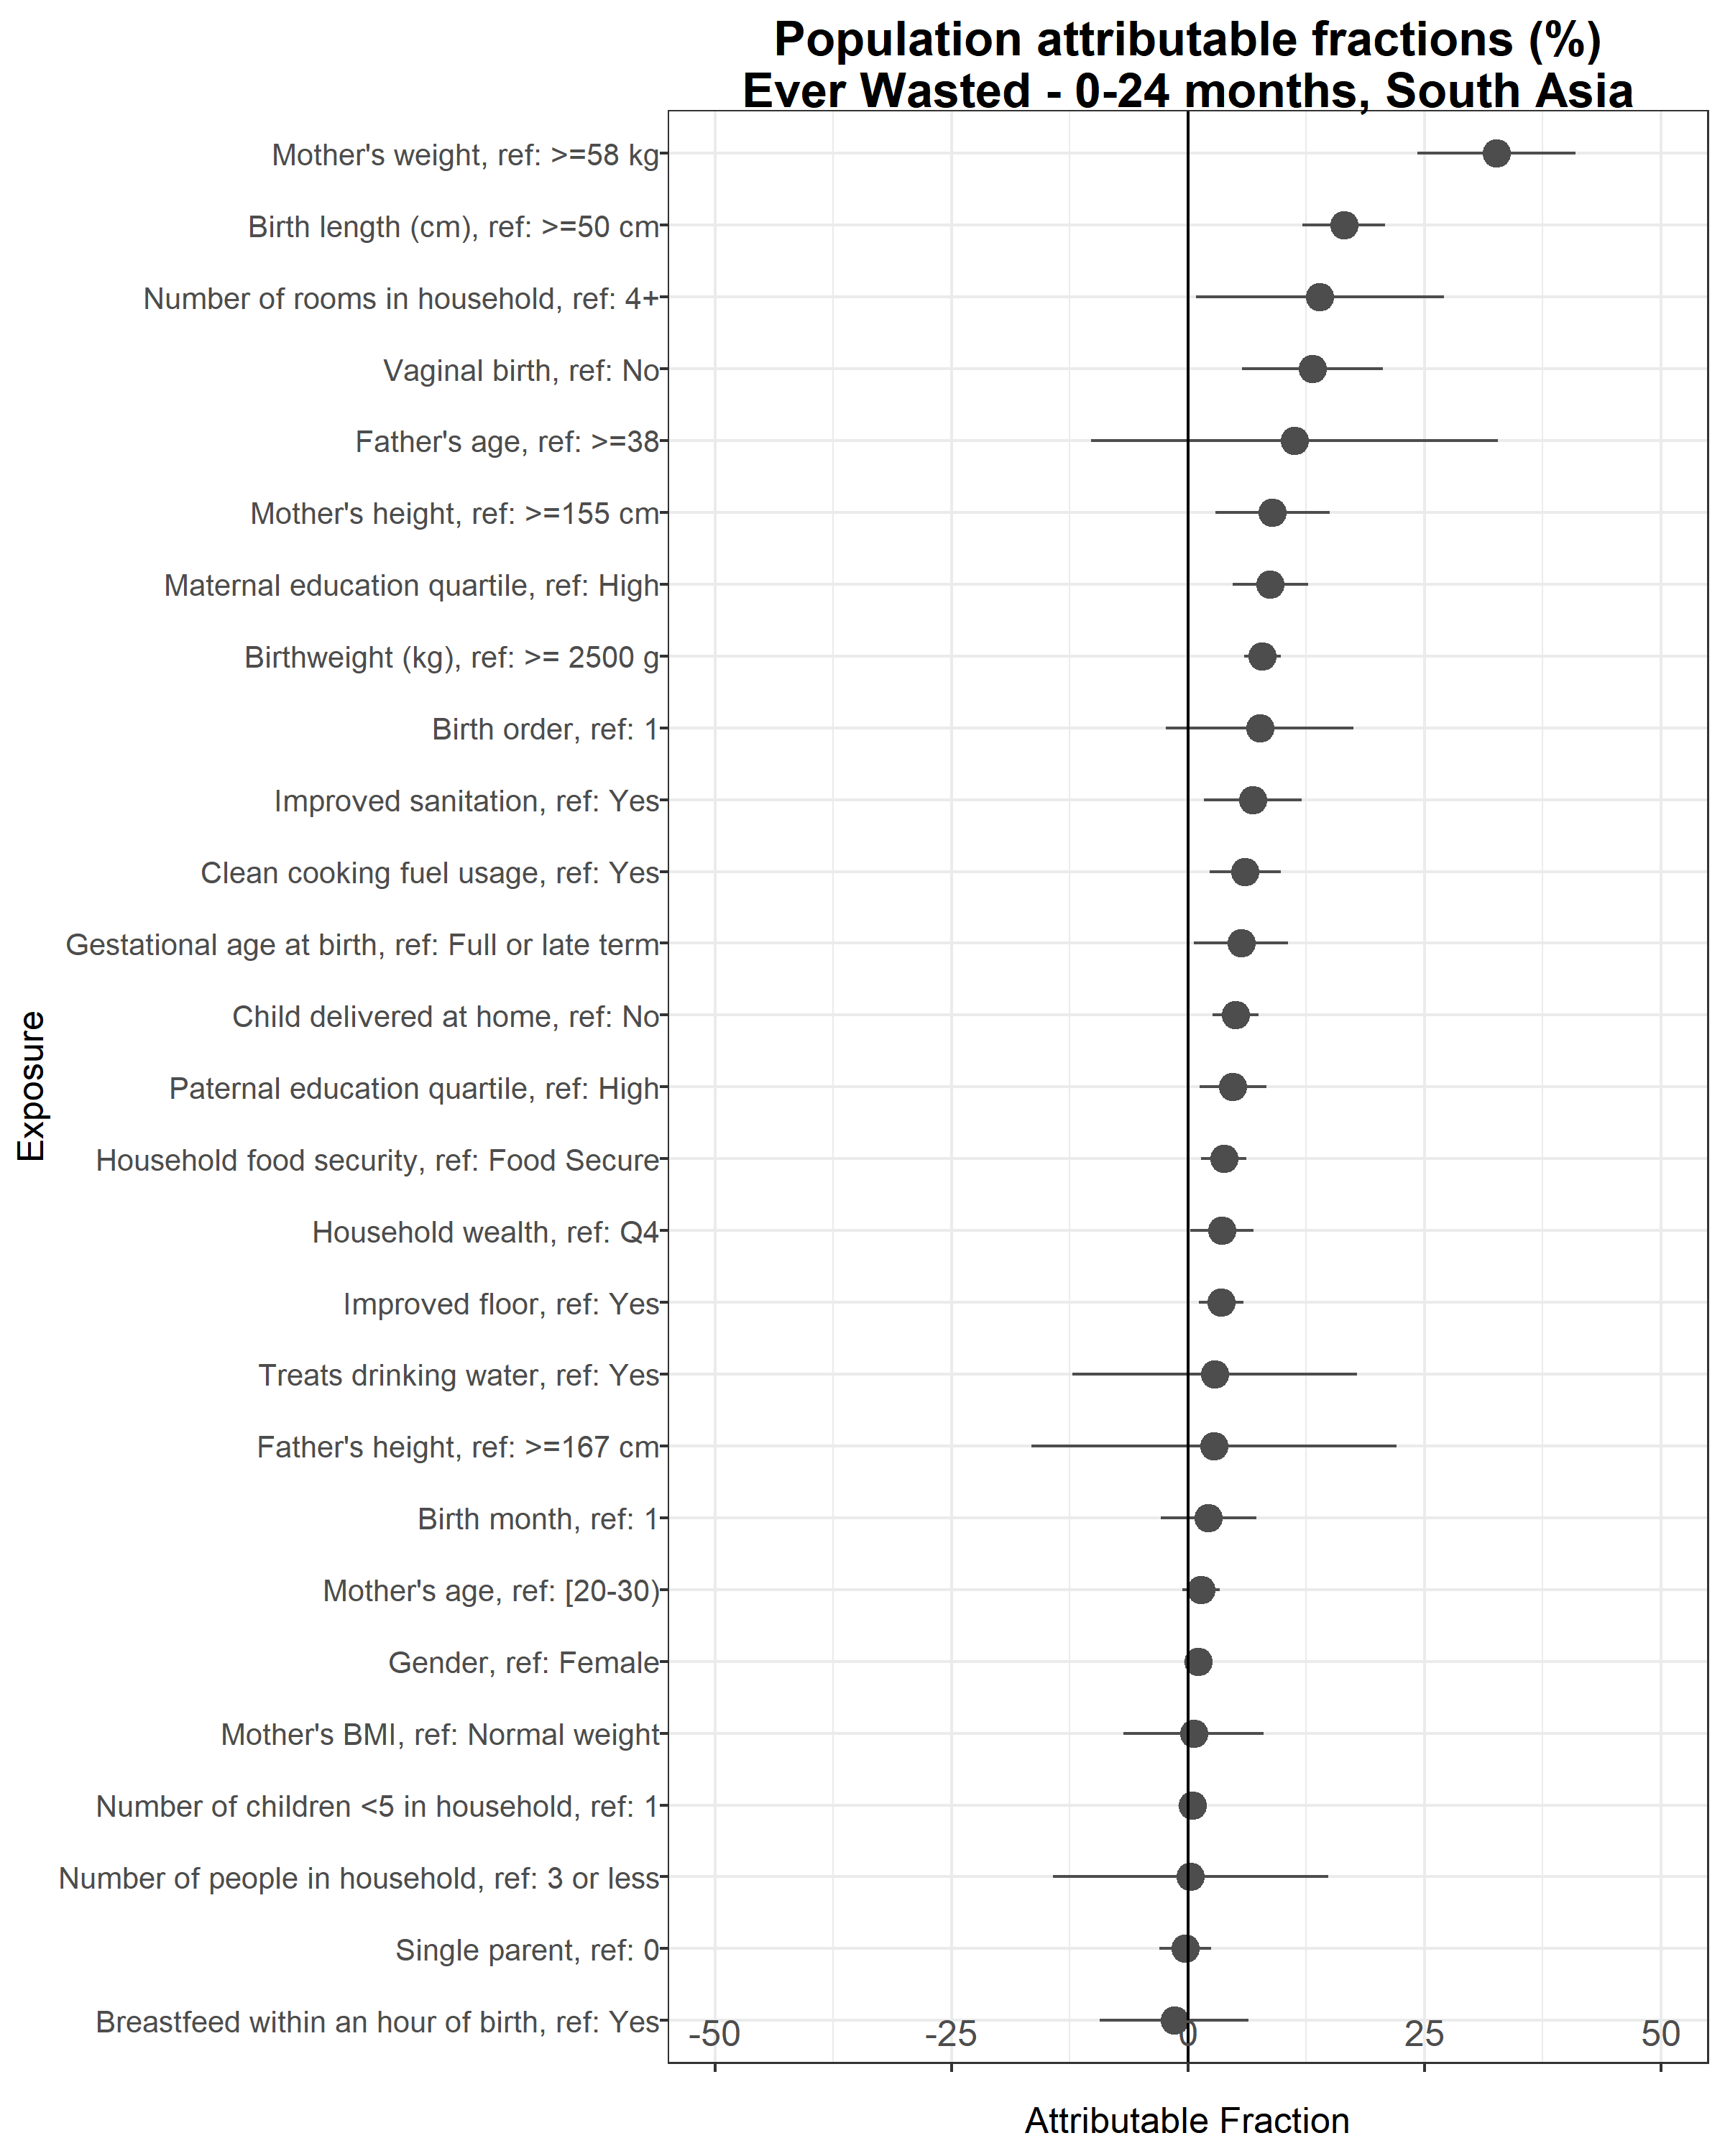 Population attributable fractions (%)
Ever Wasted - 0-24 months, South Asia
Mother's weight, ref: >=58 kg
Birth length (cm), ref: >=50 cm
Number of rooms in household, ref: 4+
Vaginal birth, ref: No
Father's age, ref: >=38
Mother's height, ref: >=155 cm
Maternal education quartile, ref: High
Birthweight (kg), ref: >= 2500 g
Birth order, ref: 1
Improved sanitation, ref: Yes
Clean cooking fuel usage, ref: Yes
Gestational age at birth, ref: Full or late term
Child delivered at home, ref: No
Paternal education quartile, ref: High
Household food security, ref: Food Secure
Household wealth, ref: Q4
Improved floor, ref: Yes
Treats drinking water, ref: Yes
Father's height, ref: >=167 cm
Birth month, ref: 1
Mother's age, ref: [20-30)
Gender, ref: Female
Mother's BMI, ref: Normal weight
Number of children <5 in household, ref: 1
Number of people in household, ref: 3 or less
Single parent, ref: 0
Breastfeed within an hour of birth, ref: Yes
Exposure
-50 -25 0 25 50
Attributable Fraction